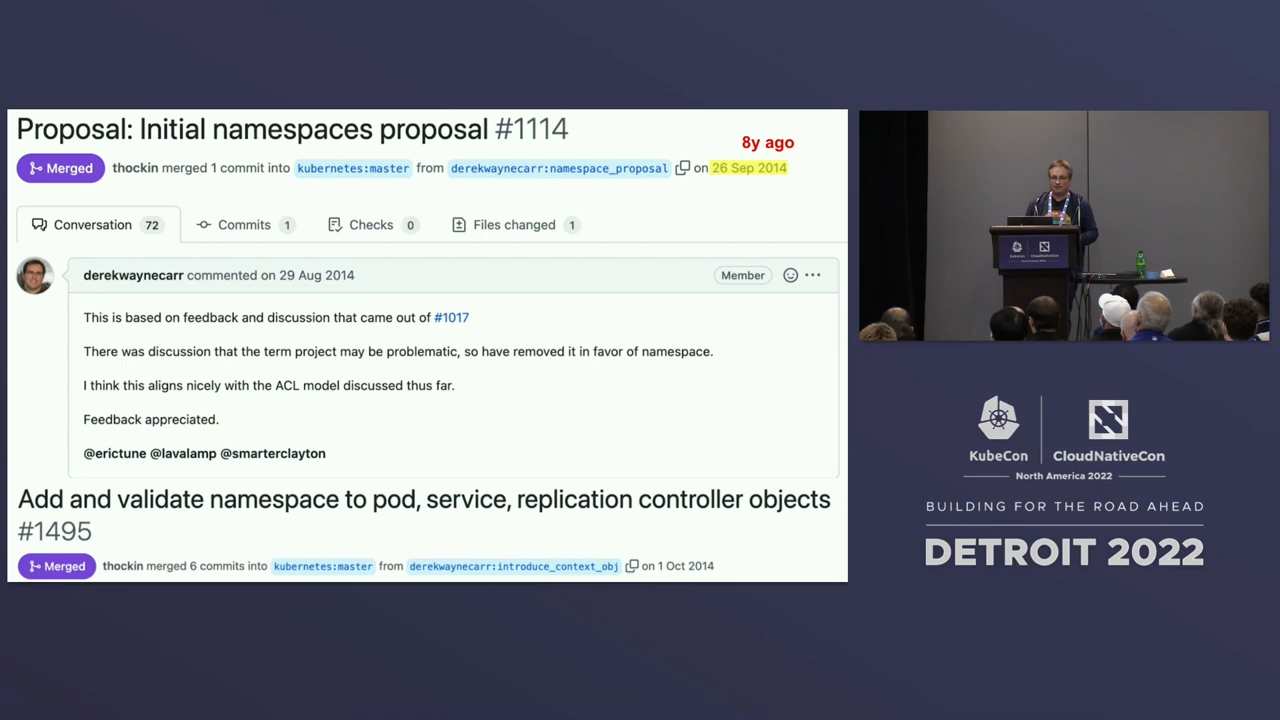 Proposal: Initial namespaces proposal #1114
8y ago
Merged thockin merged 1 commit into kubernetes:master from derekwaynecarr:namespace_proposal on 26 Sep 2014
Conversation 72 Commits 1 Checks 0 Files changed 1
derekwaynecarr commented on 29 Aug 2014 Member
This is based on feedback and discussion that came out of #1017
There was discussion that the term project may be problematic, so have removed it in favor of namespace.
I think this aligns nicely with the ACL model discussed thus far.
Feedback appreciated.
@erictune @lavalamp @smarterclayton
Add and validate namespace to pod, service, replication controller objects
#1495
Merged thockin merged 6 commits into kubernetes:master from derekwaynecarr:introduce_context_obj on 1 Oct 2014
KubeCon CloudNativeCon
KubeCon CloudNativeCon
North America 2022
BUILDING FOR THE ROAD AHEAD
DETROIT 2022